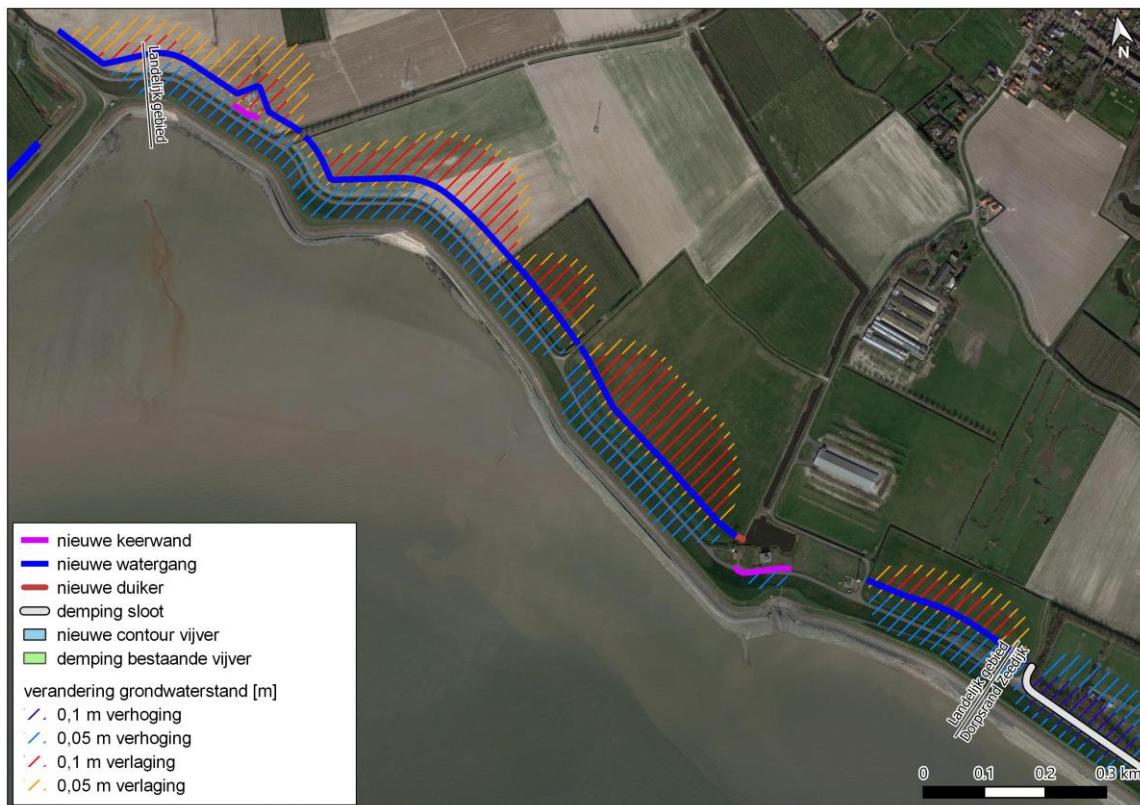 N
Landelijk gebied
Landelijk gebied
Dorpsrand Zeedijk
nieuwe keerwand
nieuwe watergang
nieuwe duiker
demping sloot
nieuwe contour vijver
demping bestaande vijver
verandering grondwaterstand [m]
0,1 m verhoging
0,05 m verhoging
0,1 m verlaging
0,05 m verlaging
0 0.1 0.2 0.3 km